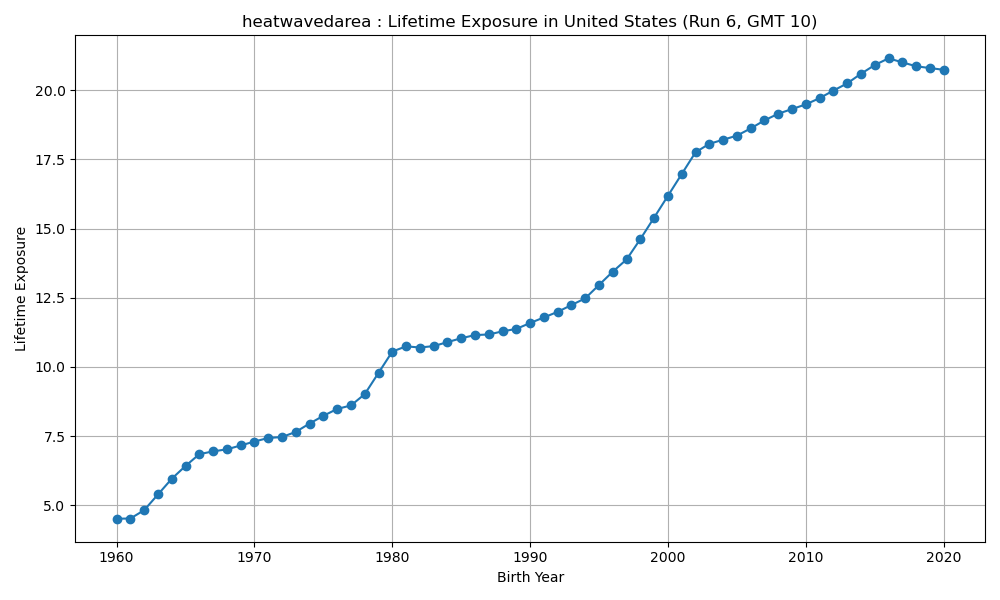 heatwavedarea : Lifetime Exposure in United States (Run 6, GMT 10)
Lifetime Exposure
20.0
17.5
15.0
12.5
10.0
7.5
5.0
1960 1970 1980 1990 2000 2010 2020
Birth Year